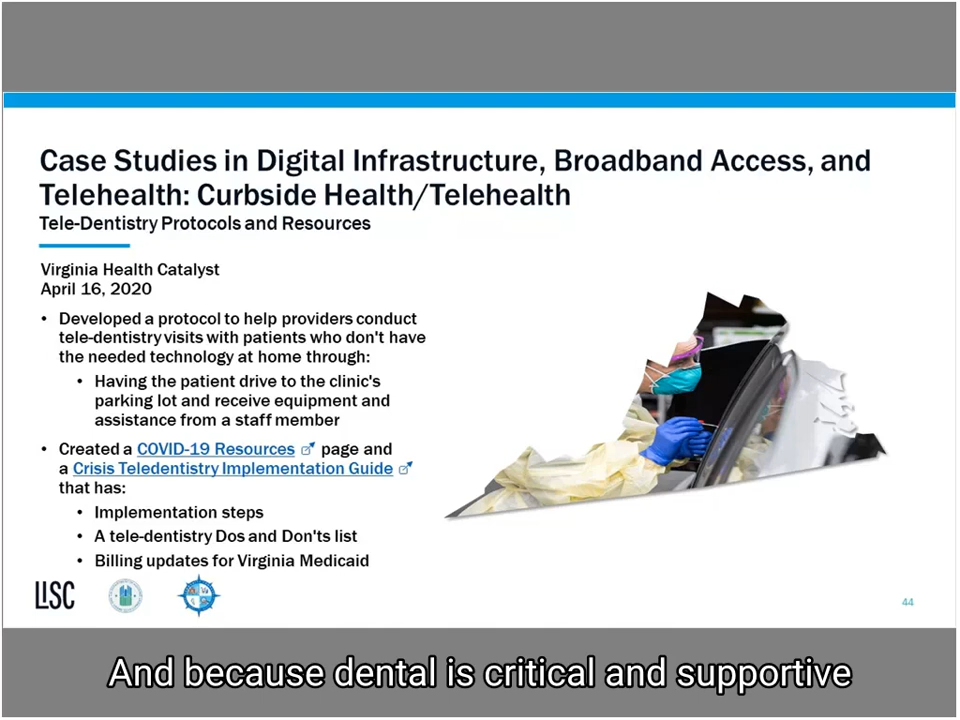 Case Studies in Digital Infrastructure, Broadband Access, and
Telehealth: Curbside Health/Telehealth
Tele-Dentistry Protocols and Resources
Virginia Health Catalyst
April 16, 2020
• Developed a protocol to help providers conduct
tele-dentistry visits with patients who don't have
the needed technology at home through:
• Having the patient drive to the clinic's
parking lot and receive equipment and
assistance from a staff member
• Created a COVID-19 Resources page and
a Crisis Teledentistry Implementation Guide
that has:
• Implementation steps
• A tele-dentistry Dos and Don'ts list
• Billing updates for Virginia Medicaid
LISC
44
And because dental is critical and supportive